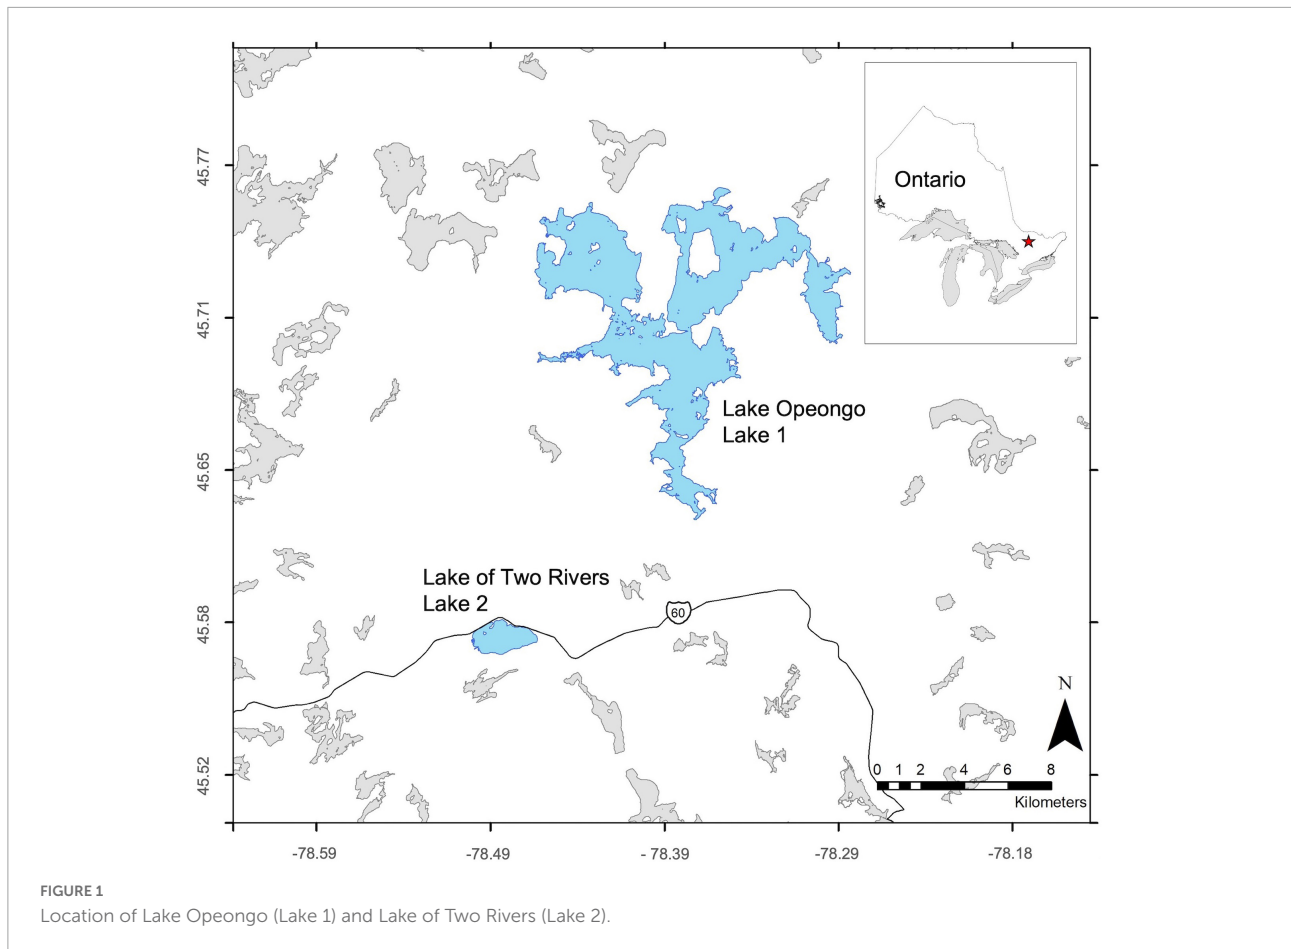 Ontario
45.77
45.71
45.65
45.58
45.52
Lake Opeongo
Lake 1
Lake of Two Rivers
Lake 2
60
N
0 1 2 4 6 8
Kilometers
-78.59 -78.49 - 78.39 -78.29 -78.18
FIGURE 1
Location of Lake Opeongo (Lake 1) and Lake of Two Rivers (Lake 2).